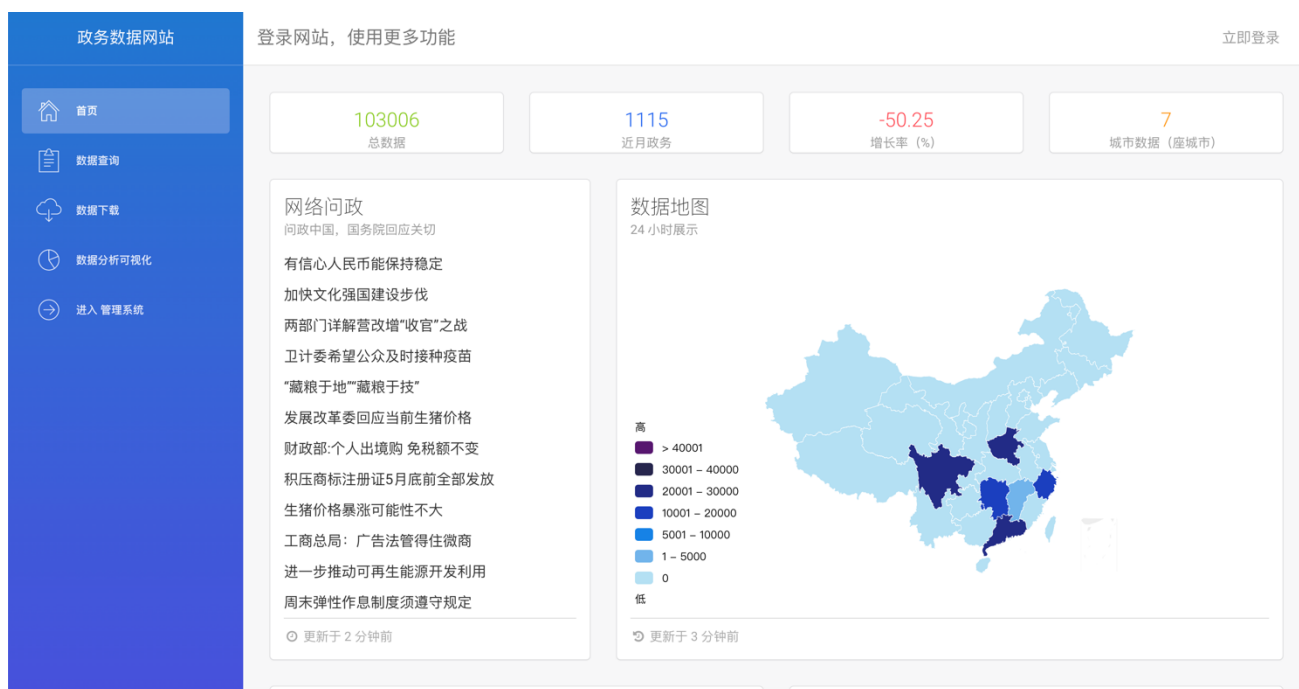 政务数据网站
登录网站，使用更多功能
立即登录
首页
数据查询
数据下载
数据分析可视化
进入 管理系统
103006
总数据
1115
近月政务
-50.25
增长率（%）
7
城市数据（座城市）
网络问政
问政中国，国务院回应关切
有信心人民币能保持稳定
加快文化强国建设步伐
两部门详解营改增“收官”之战
卫计委希望公众及时接种疫苗
“藏粮于地”“藏粮于技”
发展改革委回应当前生猪价格
财政部:个人出境购 免税额不变
积压商标注册证5月底前全部发放
生猪价格暴涨可能性不大
工商总局：广告法管得住微商
进一步推动可再生能源开发利用
周末弹性作息制度须遵守规定
更新于 2 分钟前
数据地图
24 小时展示
高
> 40001
30001 – 40000
20001 – 30000
10001 – 20000
5001 – 10000
1 – 5000
0
低
更新于 3 分钟前